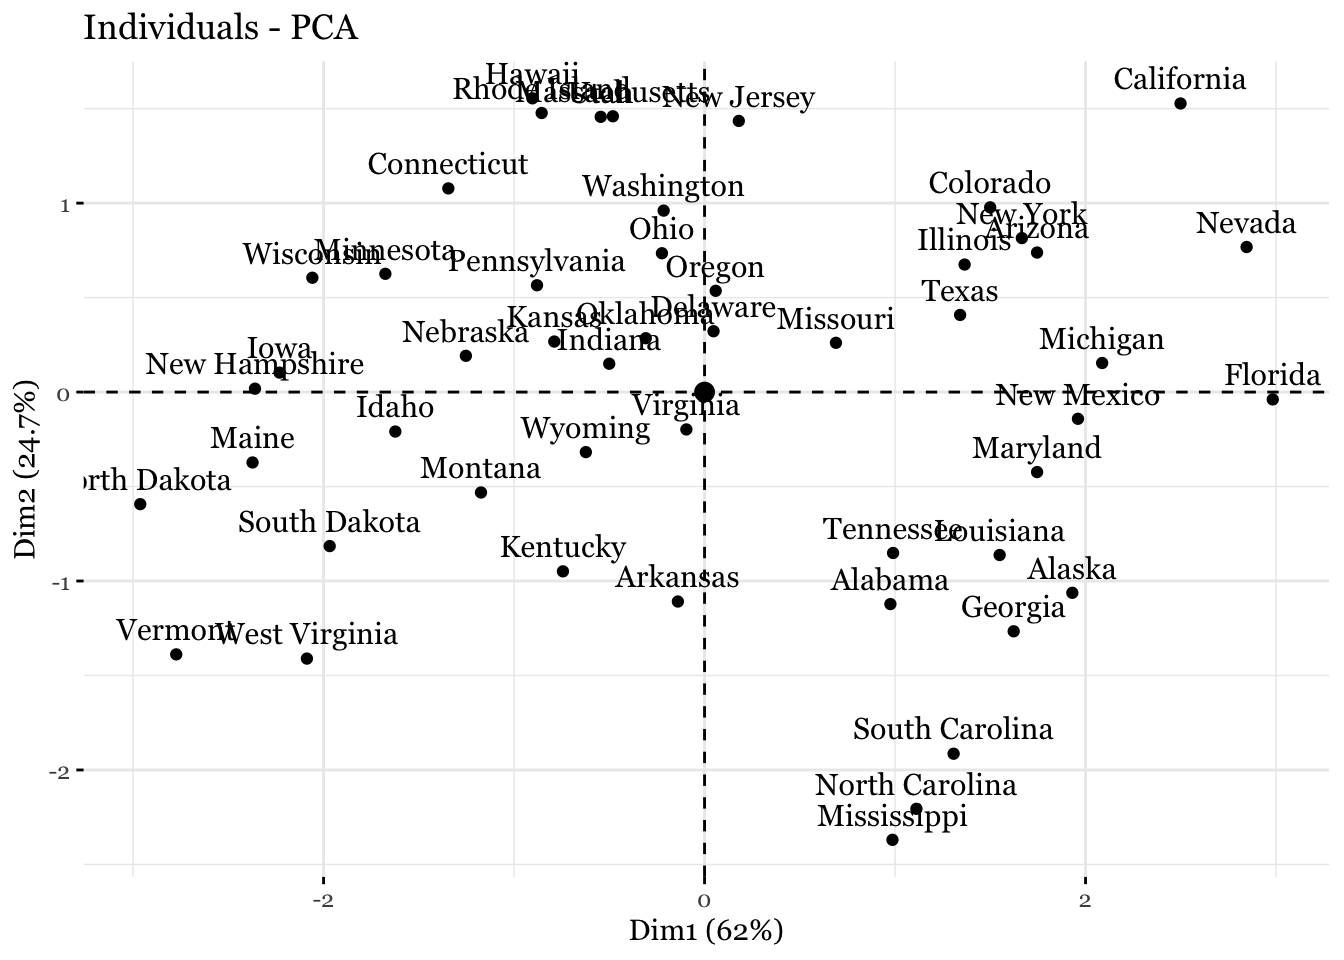 Individuals - PCA
Hawaii
California
Rhode Island
Massachusetts
Utah
New Jersey
Connecticut
Washington
Colorado
New York
Nevada
Ohio
Arizona
Illinois
Wisconsin
Minnesota
Pennsylvania
Oregon
Texas
Delaware
Kansas
Oklahoma
Missouri
Nebraska
Indiana
Michigan
Iowa
New Hampshire
Florida
New Mexico
Idaho
Virginia
Wyoming
Maine
Maryland
Montana
orth Dakota
South Dakota
Tennessee
Louisiana
Kentucky
Alaska
Arkansas
Alabama
Georgia
Vermont
West Virginia
South Carolina
North Carolina
Mississippi
1
0
-1
-2
Dim2 (24.7%)
-2
0
2
Dim1 (62%)